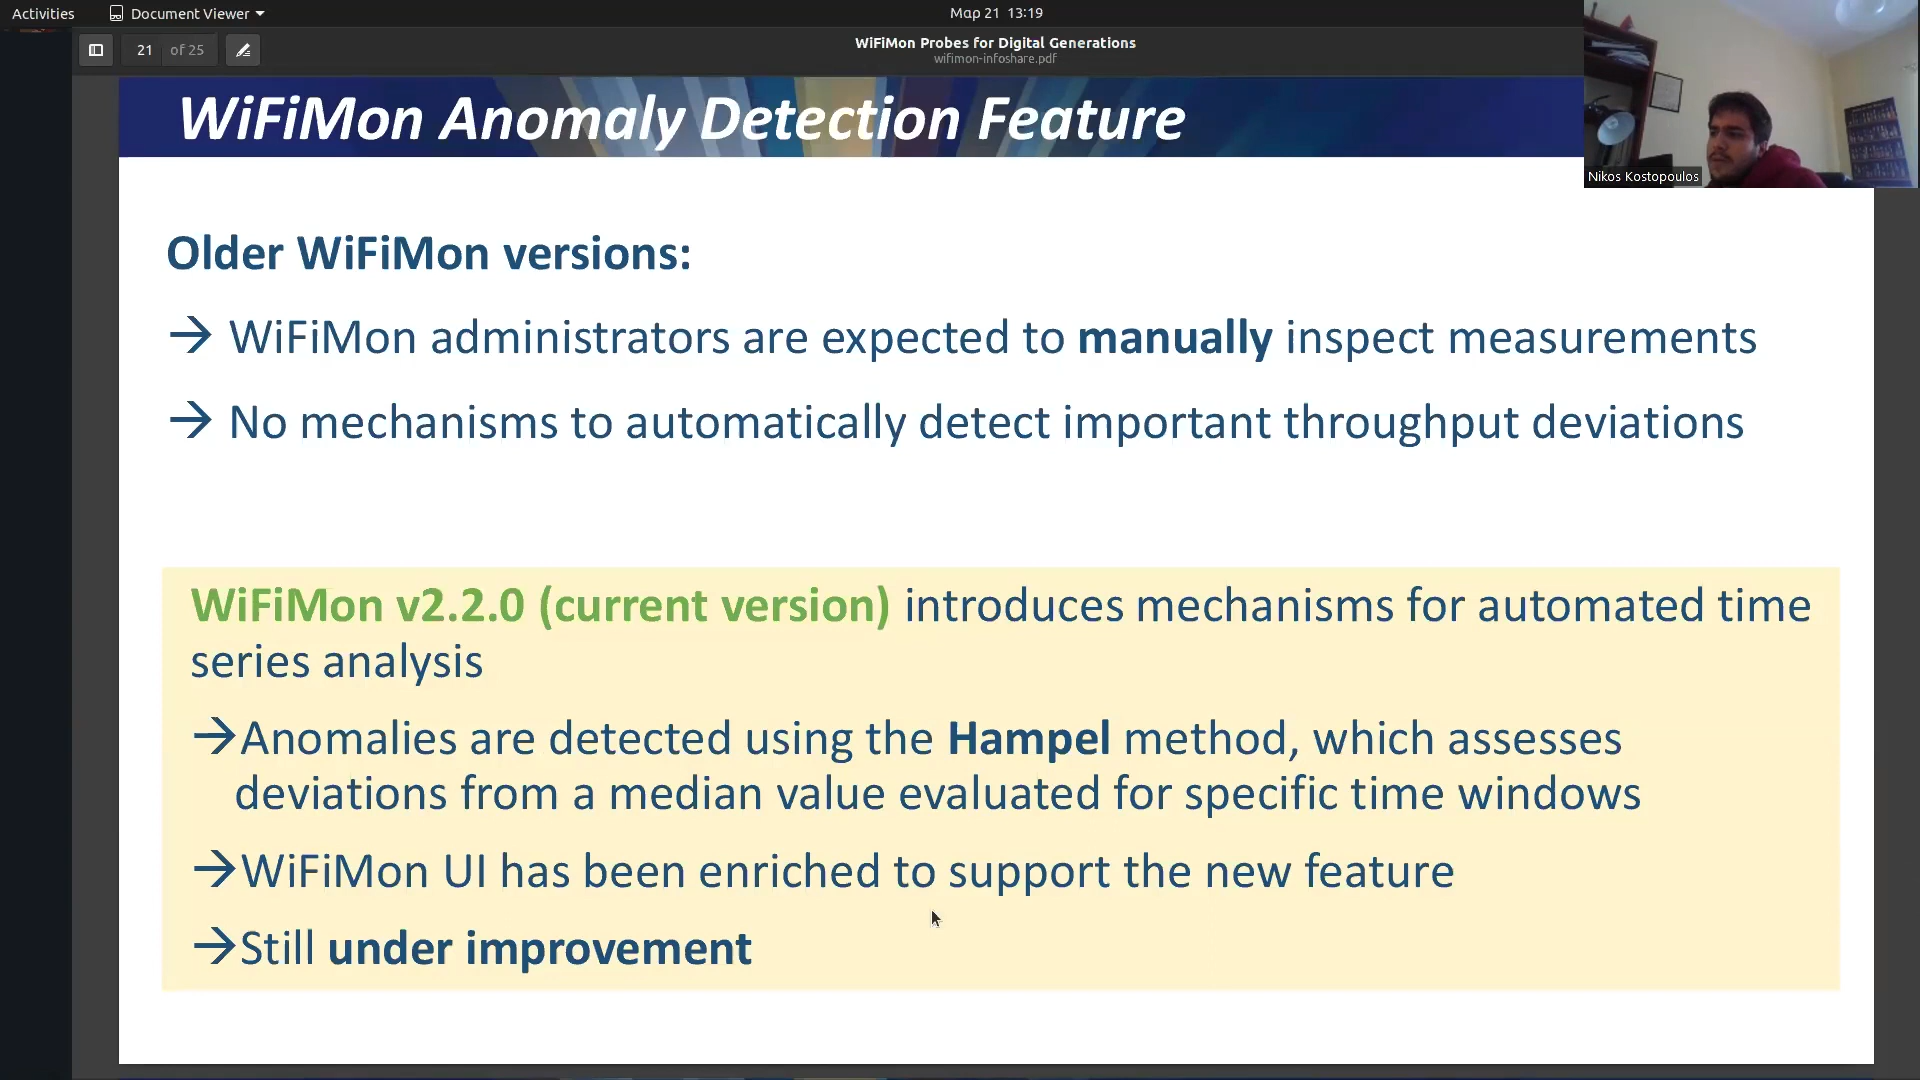 Activities
Document Viewer
Μαρ 21 13:19
21 of 25
WiFiMon Probes for Digital Generations
wifimon-infoshare.pdf
WiFiMon Anomaly Detection Feature
Nikos Kostopoulos
Older WiFiMon versions:
→ WiFiMon administrators are expected to manually inspect measurements
→ No mechanisms to automatically detect important throughput deviations
WiFiMon v2.2.0 (current version) introduces mechanisms for automated time
series analysis
→Anomalies are detected using the Hampel method, which assesses
deviations from a median value evaluated for specific time windows
→WiFiMon UI has been enriched to support the new feature
→Still under improvement